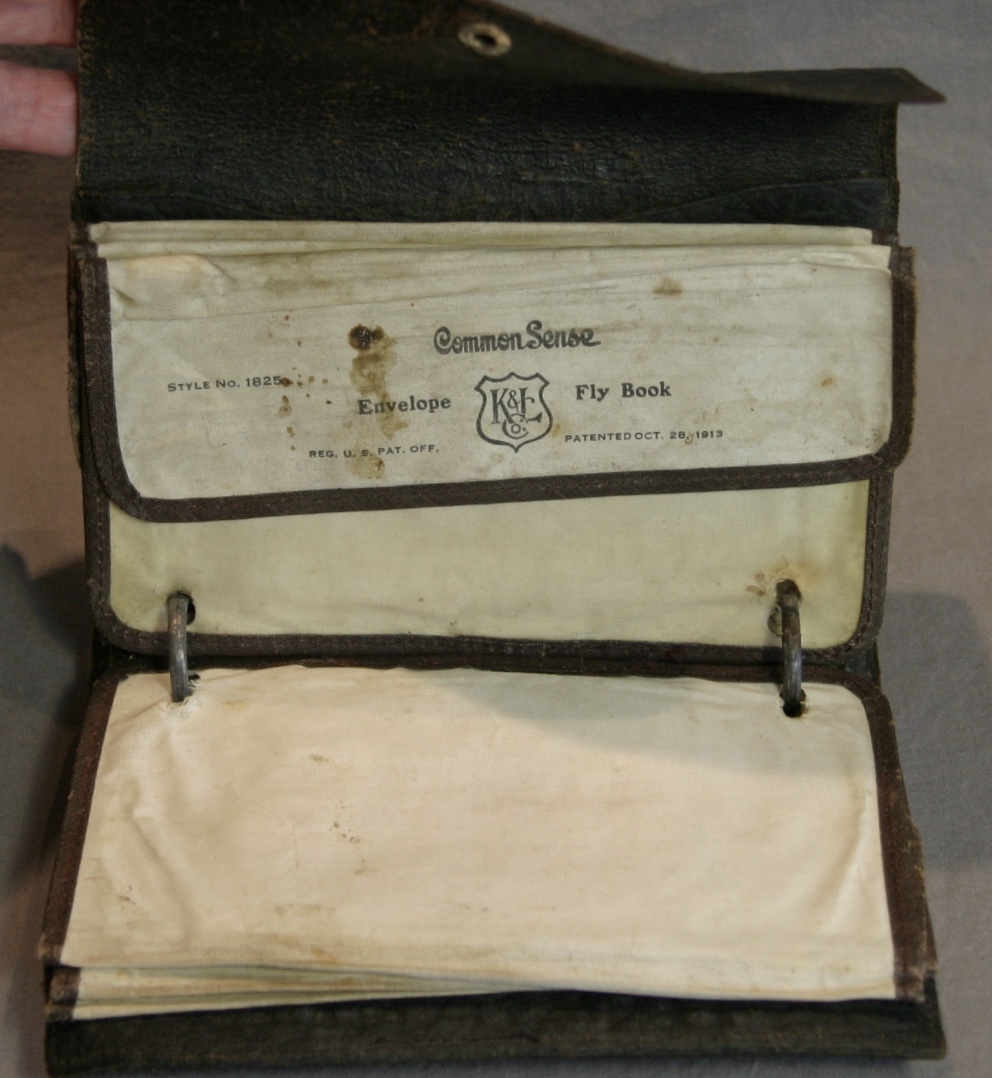 Common Sense
STYLE NO. 1825
Envelope K&E Co. Fly Book
REG. U. S. PAT. OFF. PATENTED OCT. 28, 1913